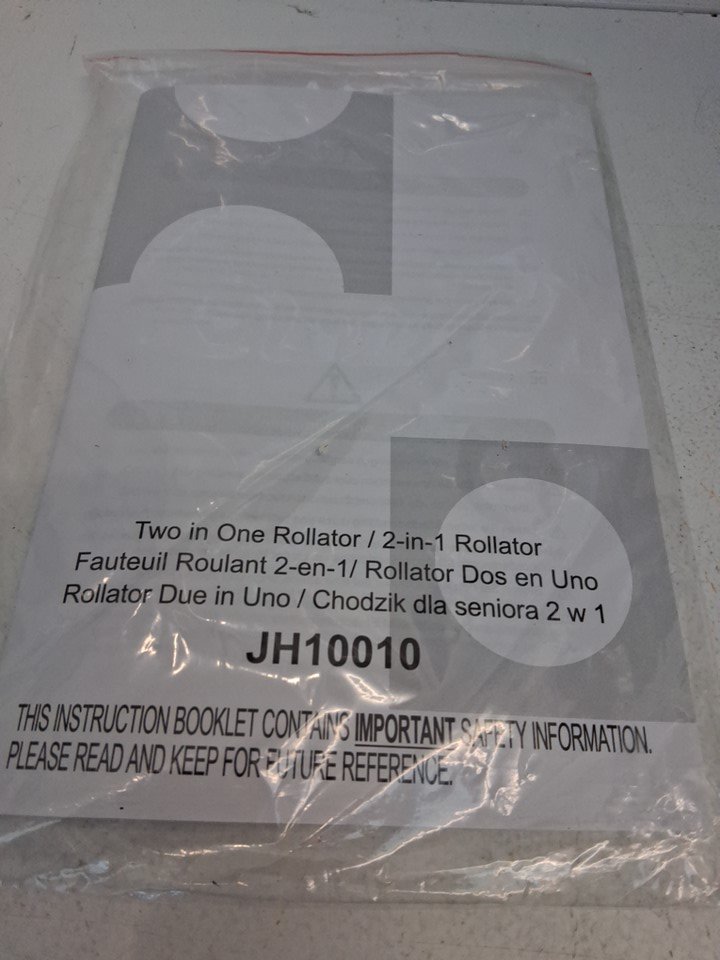 Two in One Rollator / 2-in-1 Rollator
Fauteuil Roulant 2-en-1/ Rollator Dos en Uno
Rollator Due in Uno / Chodzik dla seniora 2 w 1
JH10010
THIS INSTRUCTION BOOKLET CONTAINS IMPORTANT SAFETY INFORMATION.
PLEASE READ AND KEEP FOR FUTURE REFERENCE.